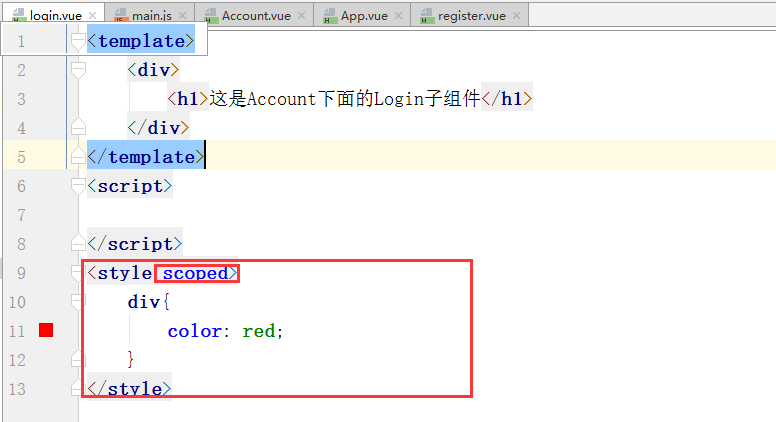 login.vue main.js Account.vue App.vue register.vue
1 <template>
2 <div>
3 <h1>这是Account下面的Login子组件</h1>
4 </div>
5 </template>
6 <script>
7
8 </script>
9 <style scoped>
10 div{
11 color: red;
12 }
13 </style>